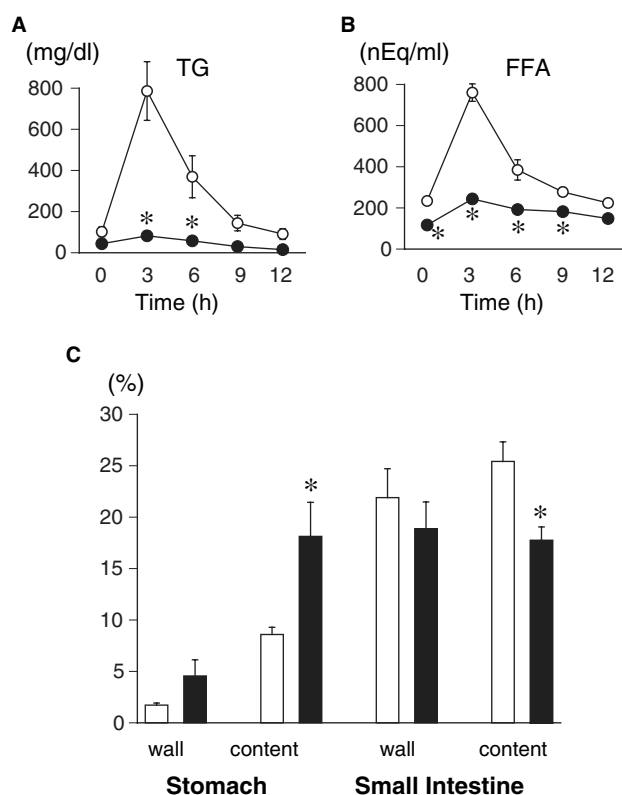 A
(mg/dl)
TG
800
600
400
200
0
*
*
0 3 6 9 12
Time (h)
B
(nEq/ml)
FFA
800
600
400
200
0
*
*
*
*
0 3 6 9 12
Time (h)
C
(%)
30
25
20
15
10
5
0
*
*
wall content wall content
Stomach Small Intestine